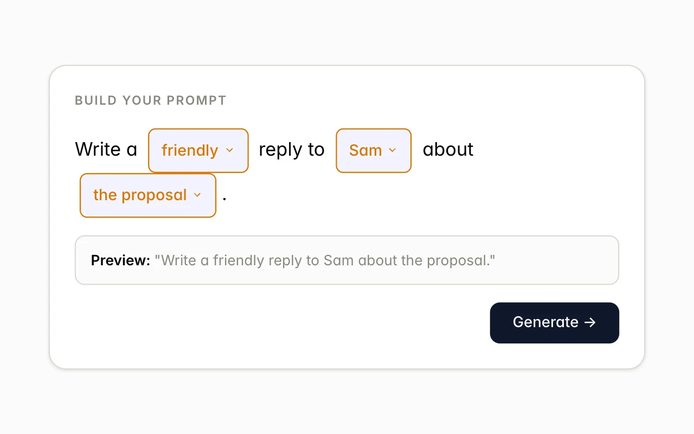 BUILD YOUR PROMPT
Write a friendly reply to Sam about
the proposal .
Preview: "Write a friendly reply to Sam about the proposal."
Generate →